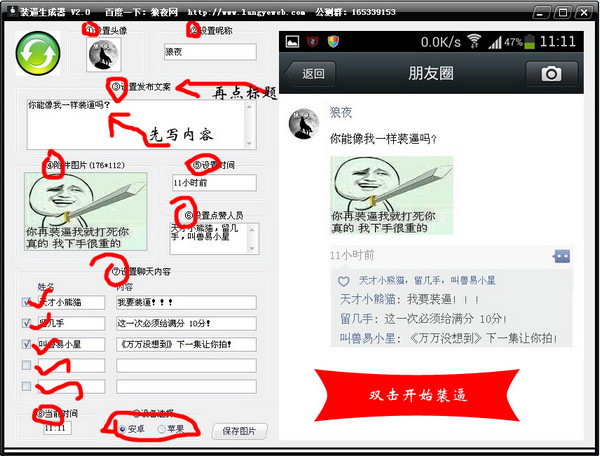 装逼生成器 V2.0 百度一下：狼夜网 http://www.langyeweb.com 公测群：165339153
①设置头像
②设置昵称
狼夜
③设置发布文案
再点标题
你能像我一样装逼吗?
先写内容
④附件图片(176*112)
你再装逼我就打死你
真的 我下手很重的
⑤设置时间
11小时前
⑥设置点赞人员
天才小熊猫，留几
手，叫兽易小星
⑦设置聊天内容
姓名 内容
天才小熊猫 我要装逼！！！
留几手 这一次必须给满分 10分!
叫兽易小星 《万万没想到》下一集让你拍!
⑧当前时间
11:11
设备选择
安卓 苹果
保存图片
0.0K/s 47% 11:11
返回 朋友圈
狼夜
你能像我一样装逼吗?
你再装逼我就打死你
真的 我下手很重的
11小时前
天才小熊猫，留几手，叫兽易小星
天才小熊猫：我要装逼！！！
留几手：这一次必须给满分 10分!
叫兽易小星：《万万没想到》下一集让你拍!
双击开始装逼